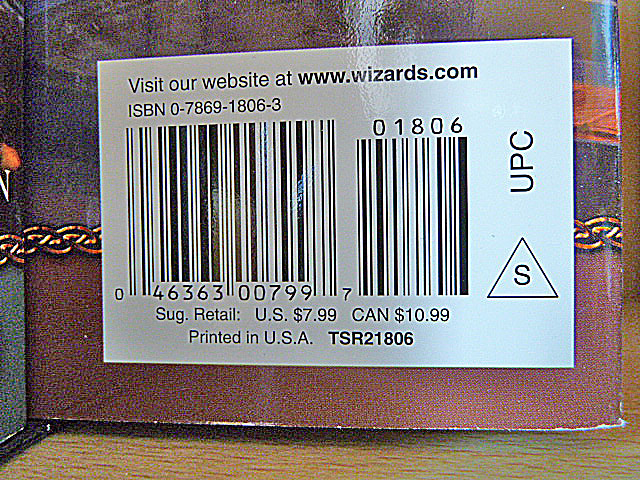 Visit our website at www.wizards.com
ISBN 0-7869-1806-3
01806
UPC
S
0 46363 00799 7
Sug. Retail: U.S. $7.99 CAN $10.99
Printed in U.S.A. TSR21806